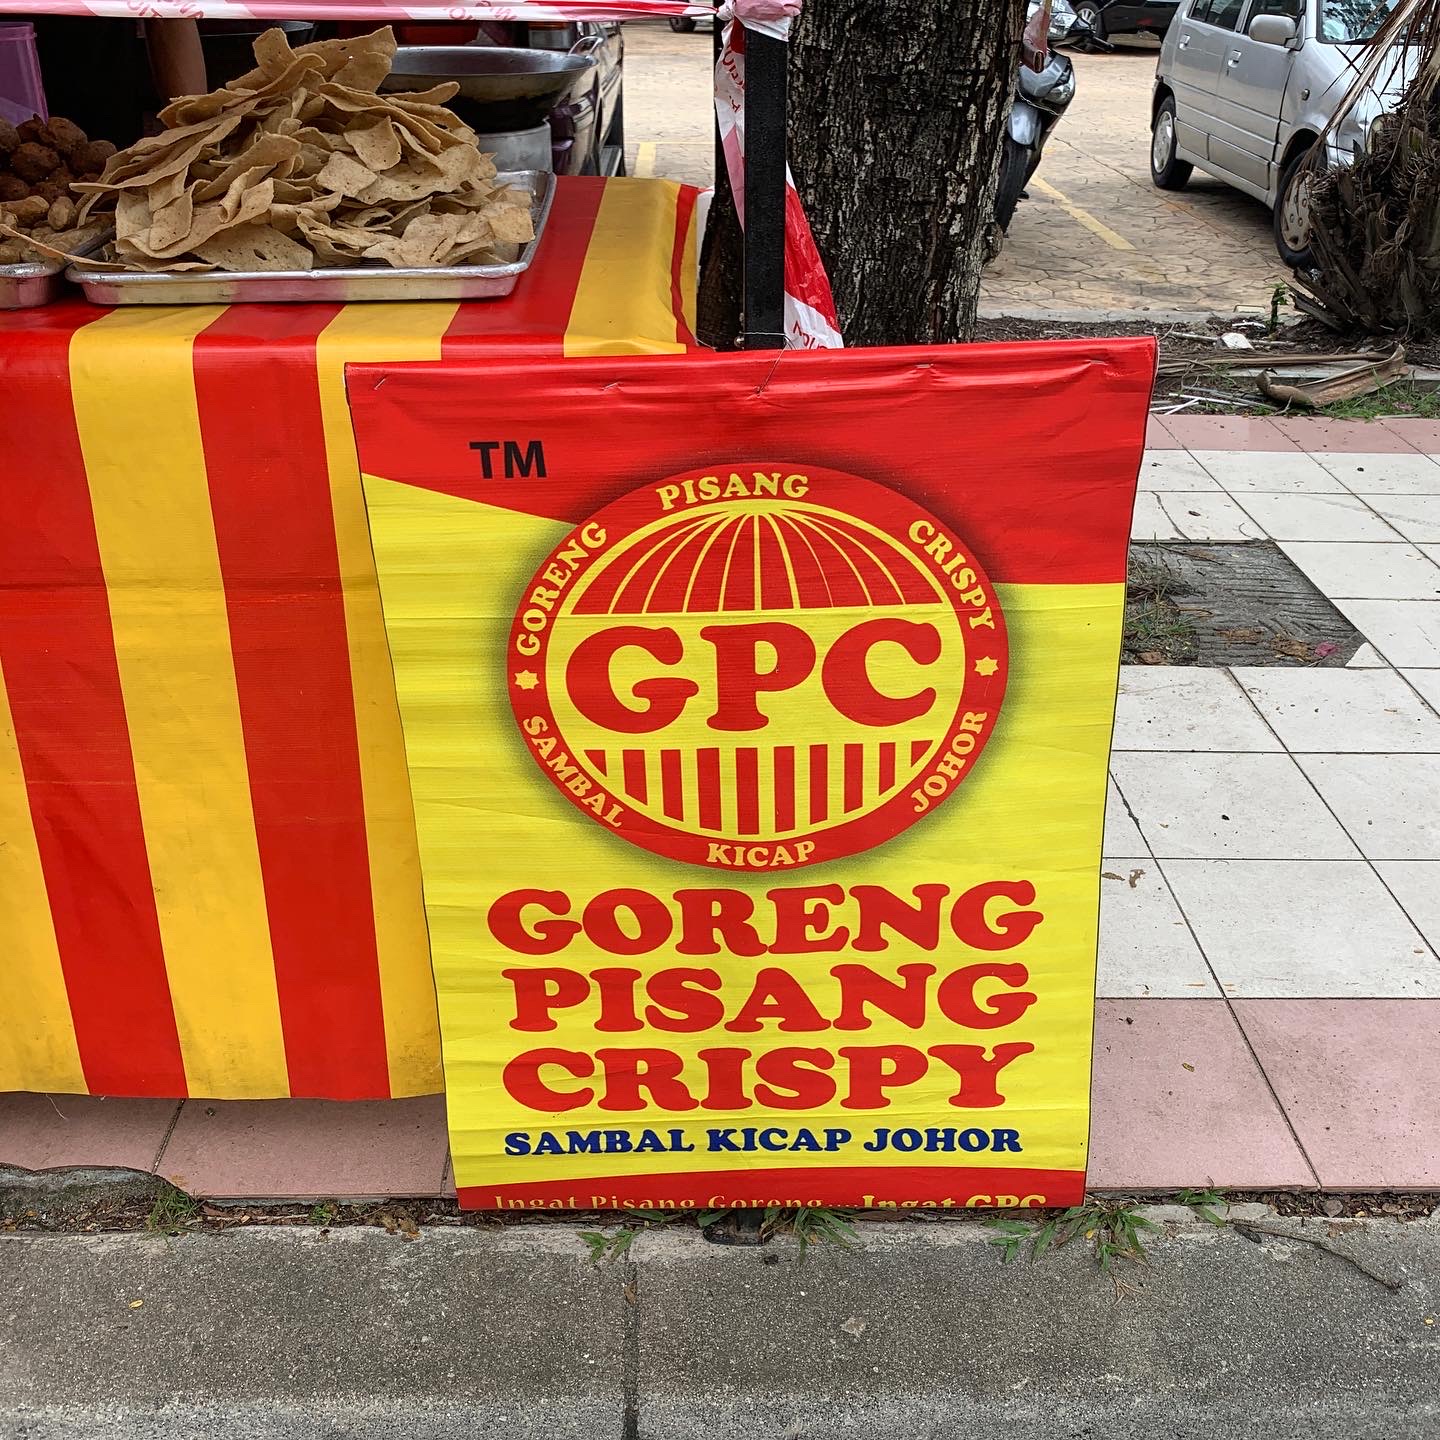 TM
GORENG PISANG CRISPY
GPC
SAMBAL KICAP JOHOR
GORENG
PISANG
CRISPY
SAMBAL KICAP JOHOR
Ingat Pisang Goreng.... Ingat GPC